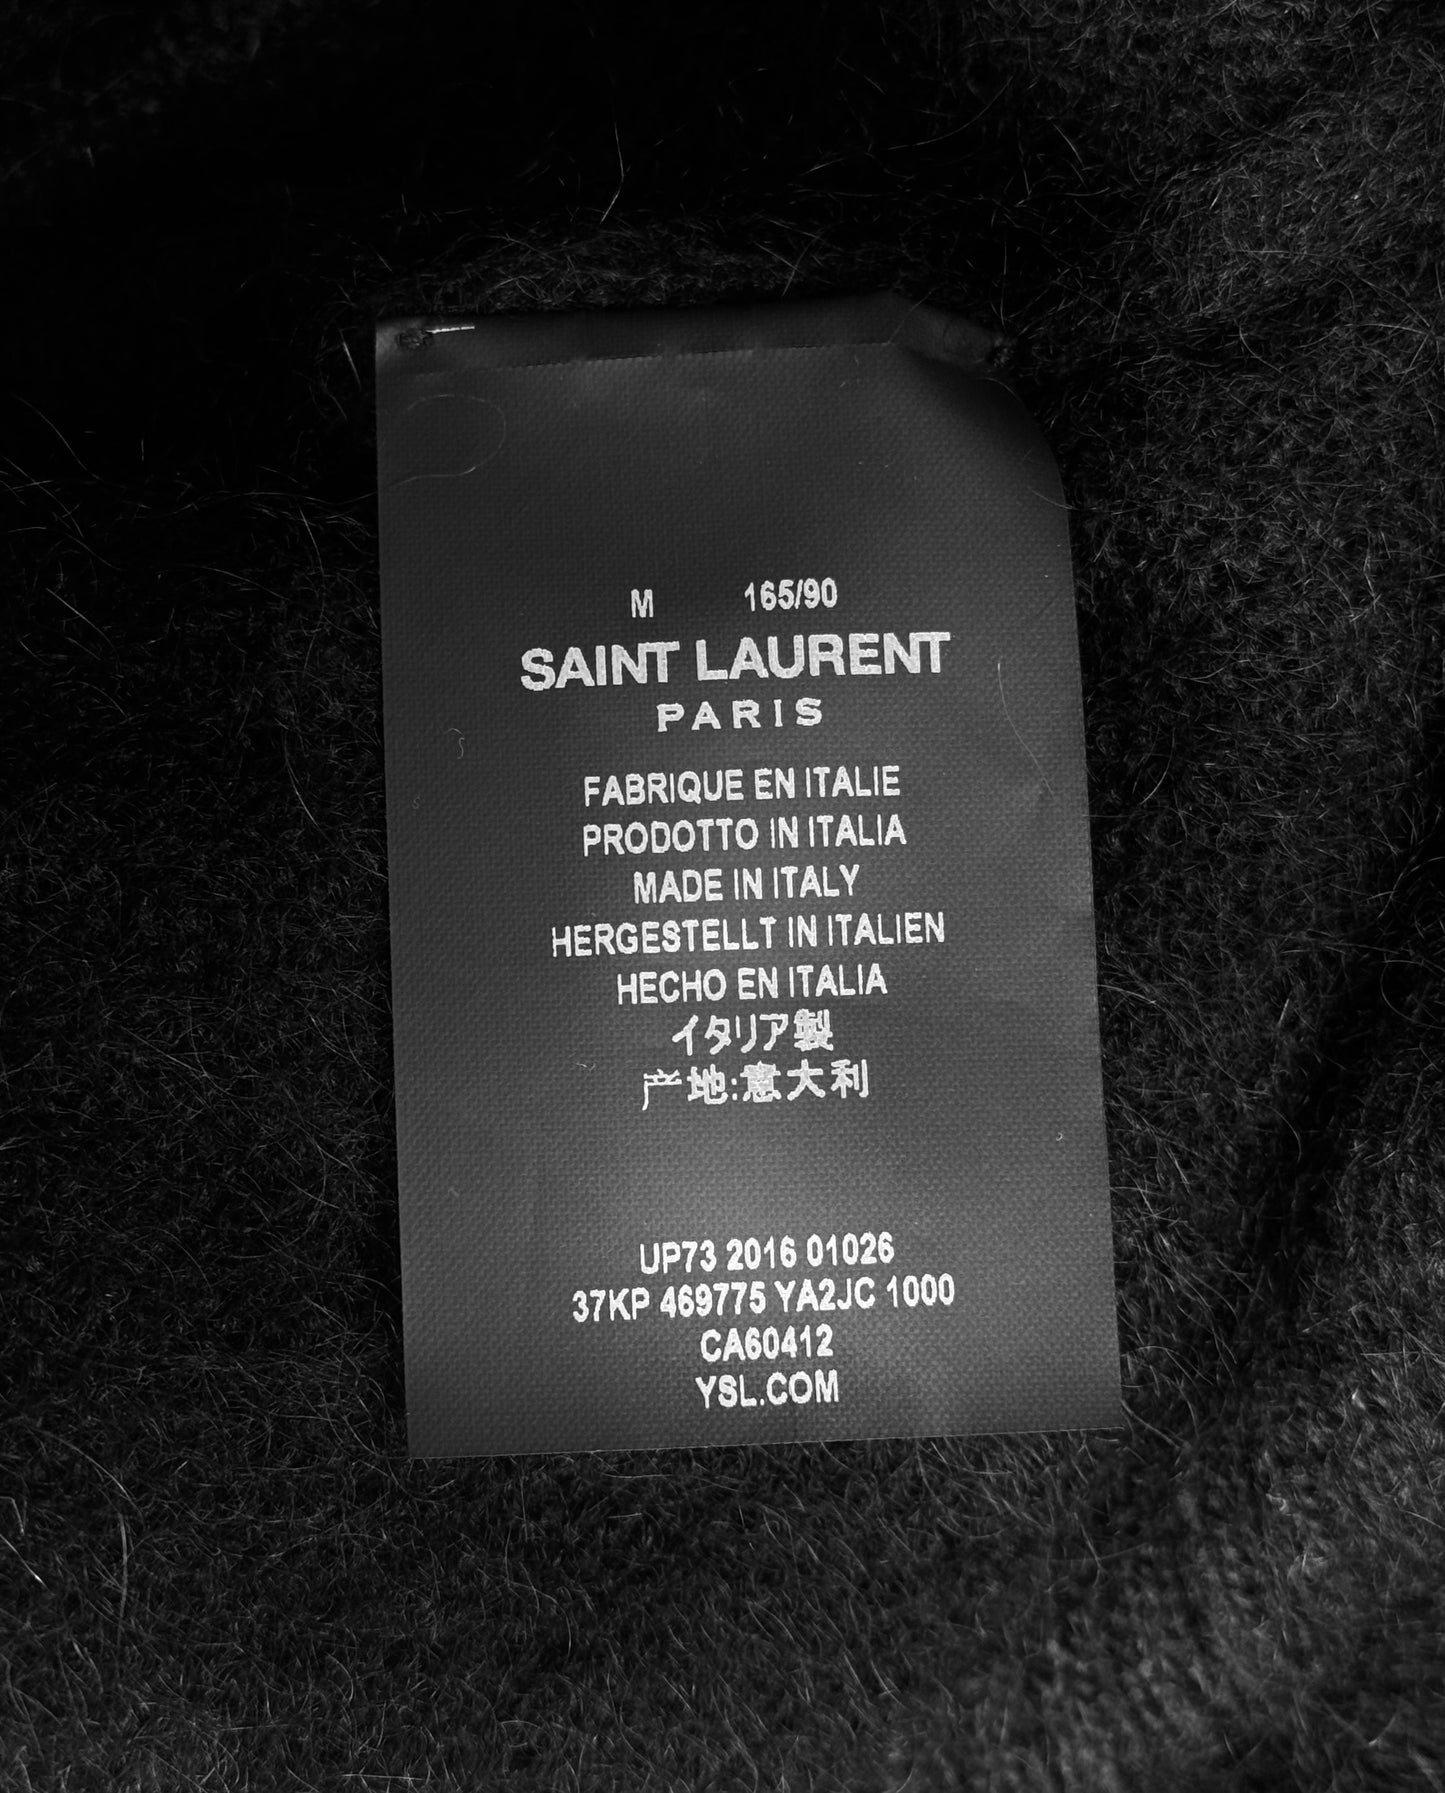 M 165/90
SAINT LAURENT
PARIS
FABRIQUE EN ITALIE
PRODOTTO IN ITALIA
MADE IN ITALY
HERGESTELLT IN ITALIEN
HECHO EN ITALIA
イタリア製
产地:意大利
UP73 2016 01026
37KP 469775 YA2JC 1000
CA60412
YSL.COM